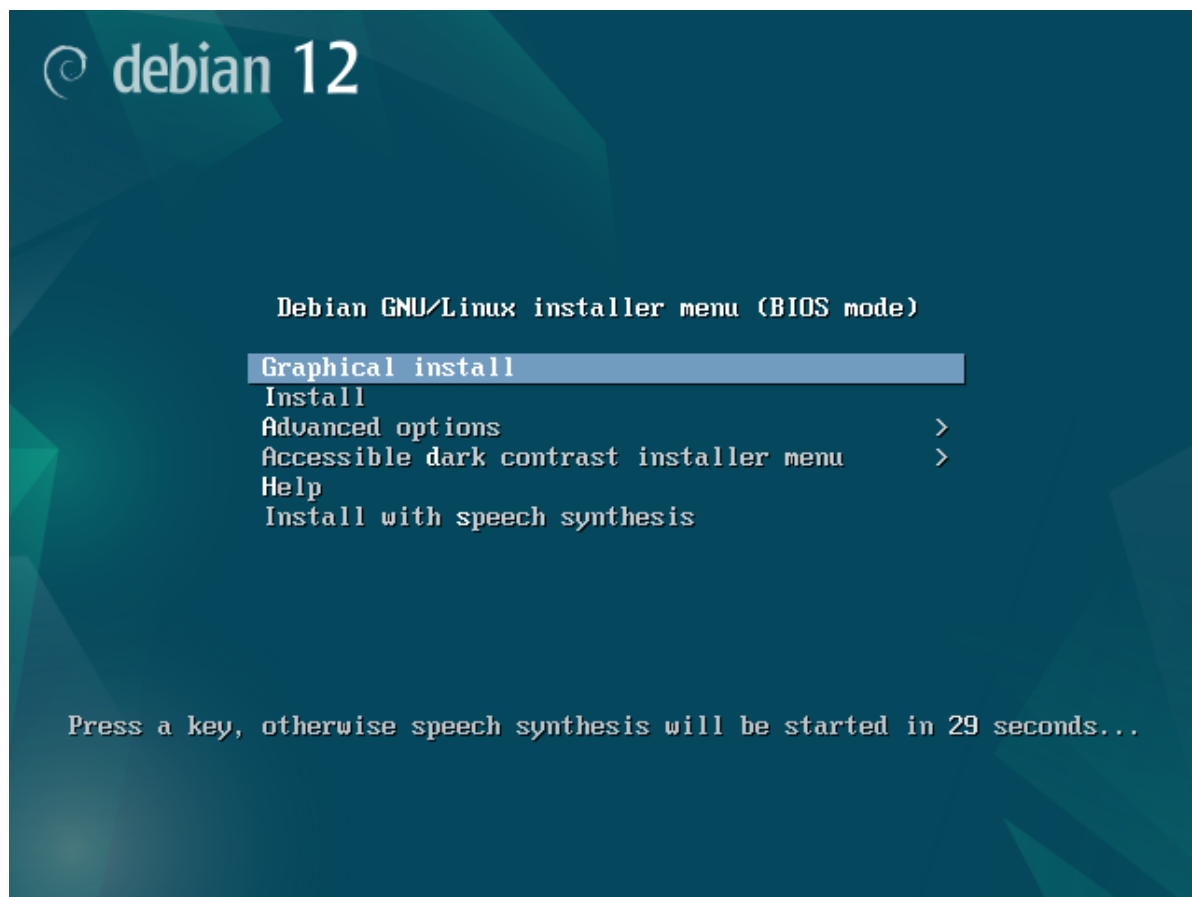 debian 12
Debian GNU/Linux installer menu (BIOS mode)
Graphical install
Install
Advanced options >
Accessible dark contrast installer menu >
Help
Install with speech synthesis
Press a key, otherwise speech synthesis will be started in 29 seconds...